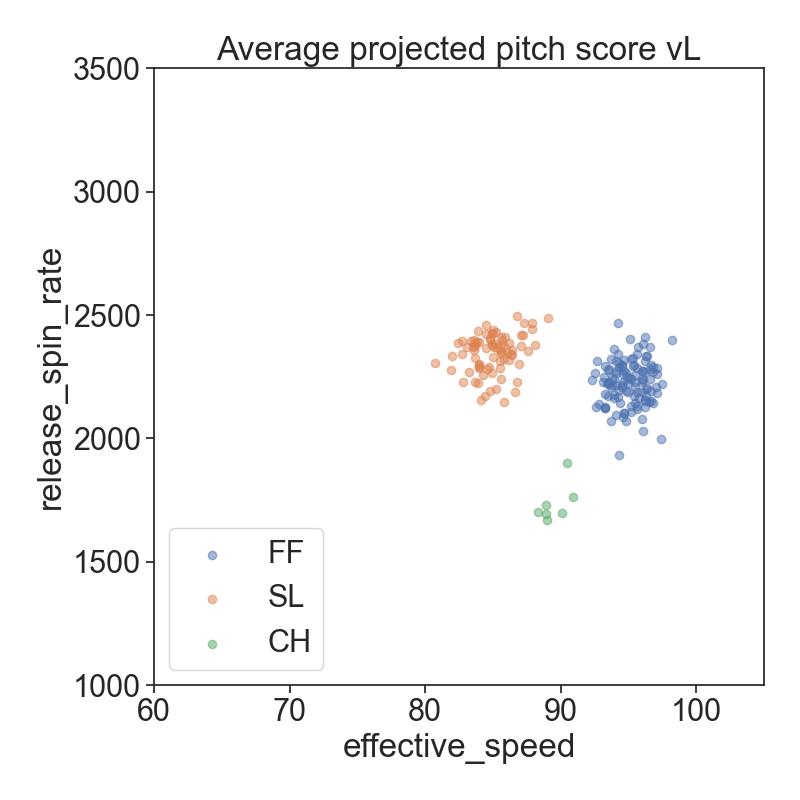 Average projected pitch score vL
3500
3000
2500
2000
1500
1000
release_spin_rate
FF
SL
CH
60 70 80 90 100
effective_speed